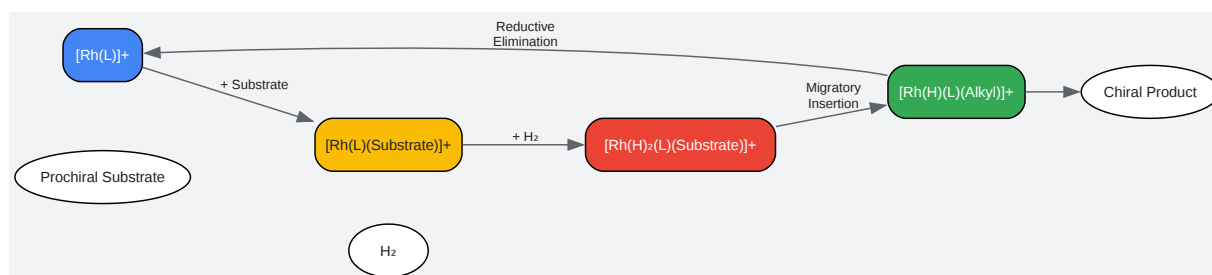 Reductive
Elimination
[Rh(L)]+
+ Substrate
[Rh(L)(Substrate)]+
+ H₂
[Rh(H)₂(L)(Substrate)]+
Migratory
Insertion
[Rh(H)(L)(Alkyl)]+
Chiral Product
Prochiral Substrate
H₂